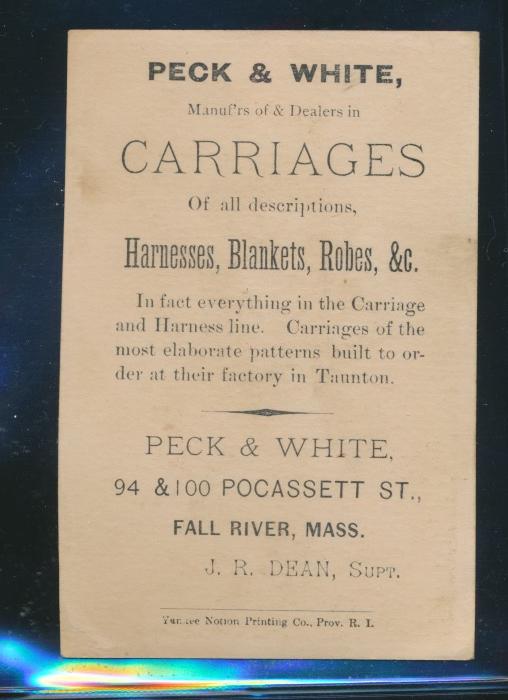 PECK & WHITE,
Manuf'rs of & Dealers in
CARRIAGES
Of all descriptions,
Harnesses, Blankets, Robes, &c.
In fact everything in the Carriage
and Harness line. Carriages of the
most elaborate patterns built to or-
der at their factory in Taunton.
PECK & WHITE,
94 & 100 POCASSETT ST.,
FALL RIVER, MASS.
J. R. DEAN, SUPT.
Yankee Notion Printing Co., Prov. R. I.